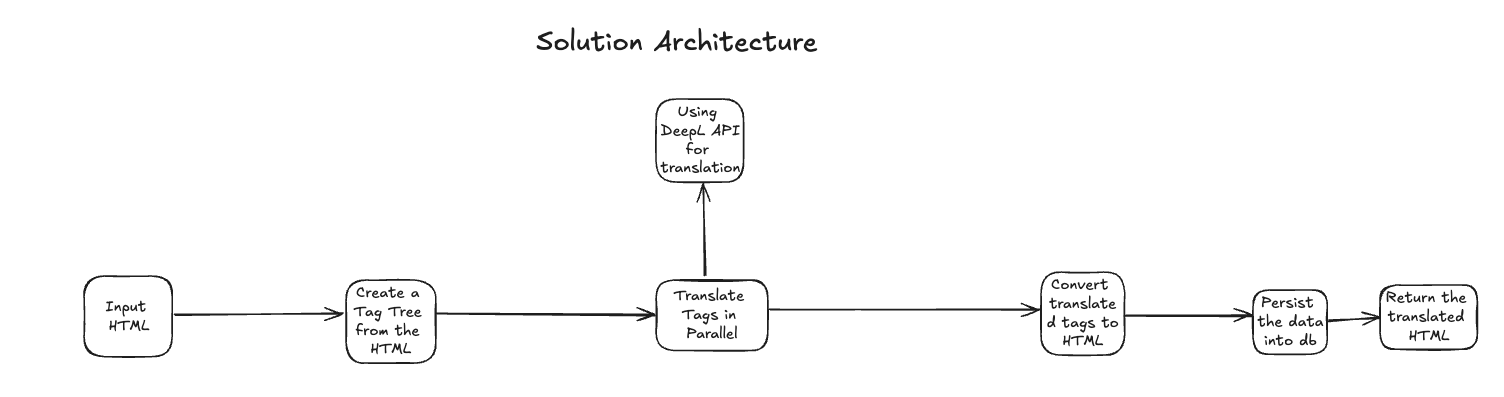 Solution Architecture
Using
DeepL API
for
translation
Input
HTML
Create a
Tag Tree
from the
HTML
Translate
Tags in
Parallel
Convert
translate
d tags to
HTML
Persist
the data
into db
Return the
translated
HTML